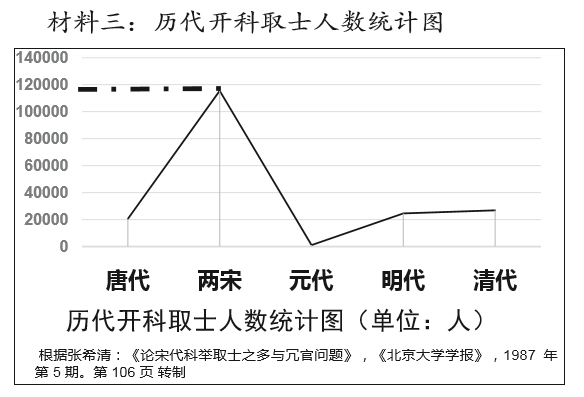 材料三：历代开科取士人数统计图
140000
120000
100000
80000
60000
40000
20000
0
唐代 两宋 元代 明代 清代
历代开科取士人数统计图（单位：人）
根据张希清：《论宋代科举取士之多与冗官问题》，《北京大学学报》，1987 年
第 5 期。第 106 页 转制